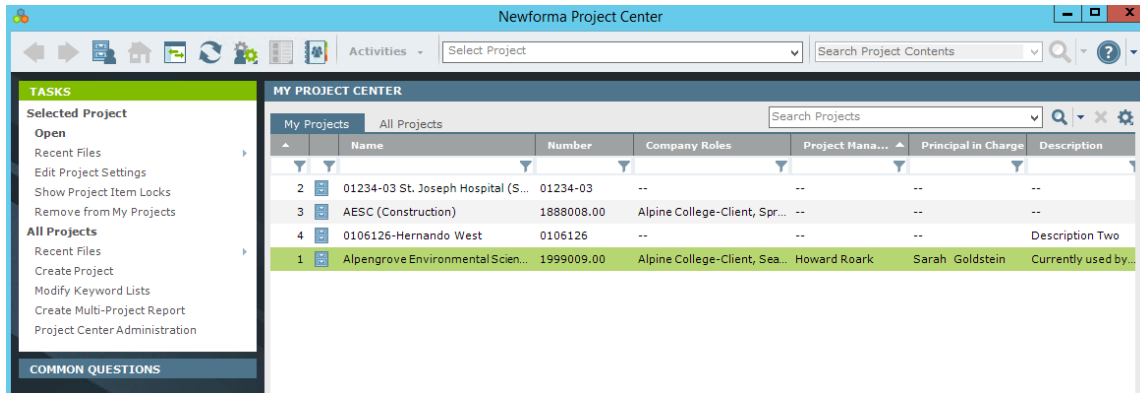 Newforma Project Center
Activities Select Project Search Project Contents
TASKS
Selected Project
Open
Recent Files
Edit Project Settings
Show Project Item Locks
Remove from My Projects
All Projects
Recent Files
Create Project
Modify Keyword Lists
Create Multi-Project Report
Project Center Administration
COMMON QUESTIONS
MY PROJECT CENTER
My Projects All Projects Search Projects
Name Number Company Roles Project Mana... Principal in Charge Description
2 01234-03 St. Joseph Hospital (S... 01234-03 -- -- -- --
3 AESC (Construction) 1888008.00 Alpine College-Client, Spr... -- -- --
4 0106126-Hernando West 0106126 -- -- -- Description Two
1 Alpengrove Environmental Scien... 1999009.00 Alpine College-Client, Sea... Howard Roark Sarah Goldstein Currently used by...